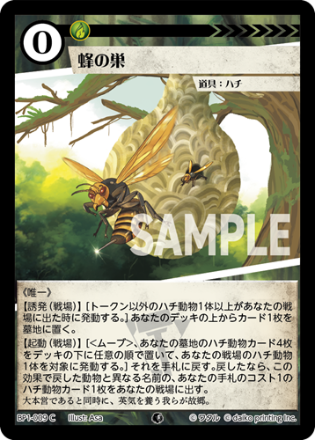 0
蜂の巣
道具：ハチ
SAMPLE
《唯一》
【誘発（戦場）】［トークン以外のハチ動物1体以上があなたの戦
場に出た時に発動する。］あなたのデッキの上からカード1枚を
墓地に置く。
【起動（戦場）】［<ムーブ>、あなたの墓地のハチ動物カード4枚
をデッキの下に任意の順で置いて、あなたの戦場のハチ動物
1体を対象に発動する。］それを手札に戻す。戻したなら、この
効果で戻した動物と異なる名前の、あなたの手札のコスト1の
ハチ動物カード1枚を戦場に出す。
大本営であると同時に、英気を養う我らが故郷。
BP1-009 C Illust: Asa
© daiko printing inc.